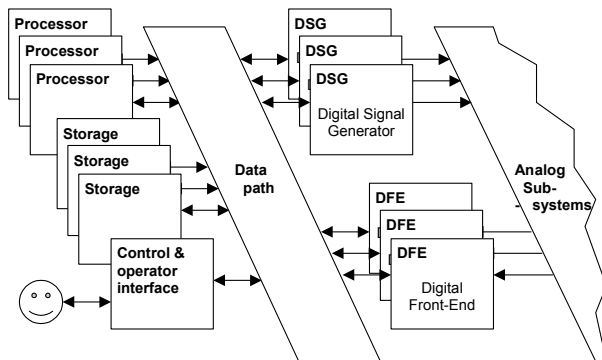 Processor
Processor
Processor
Storage
Storage
Storage
Control &
operator
interface
Data
path
DSG
DSG
DSG
Digital Signal
Generator
DFE
DFE
DFE
Digital
Front-End
Analog
Sub-
- systems